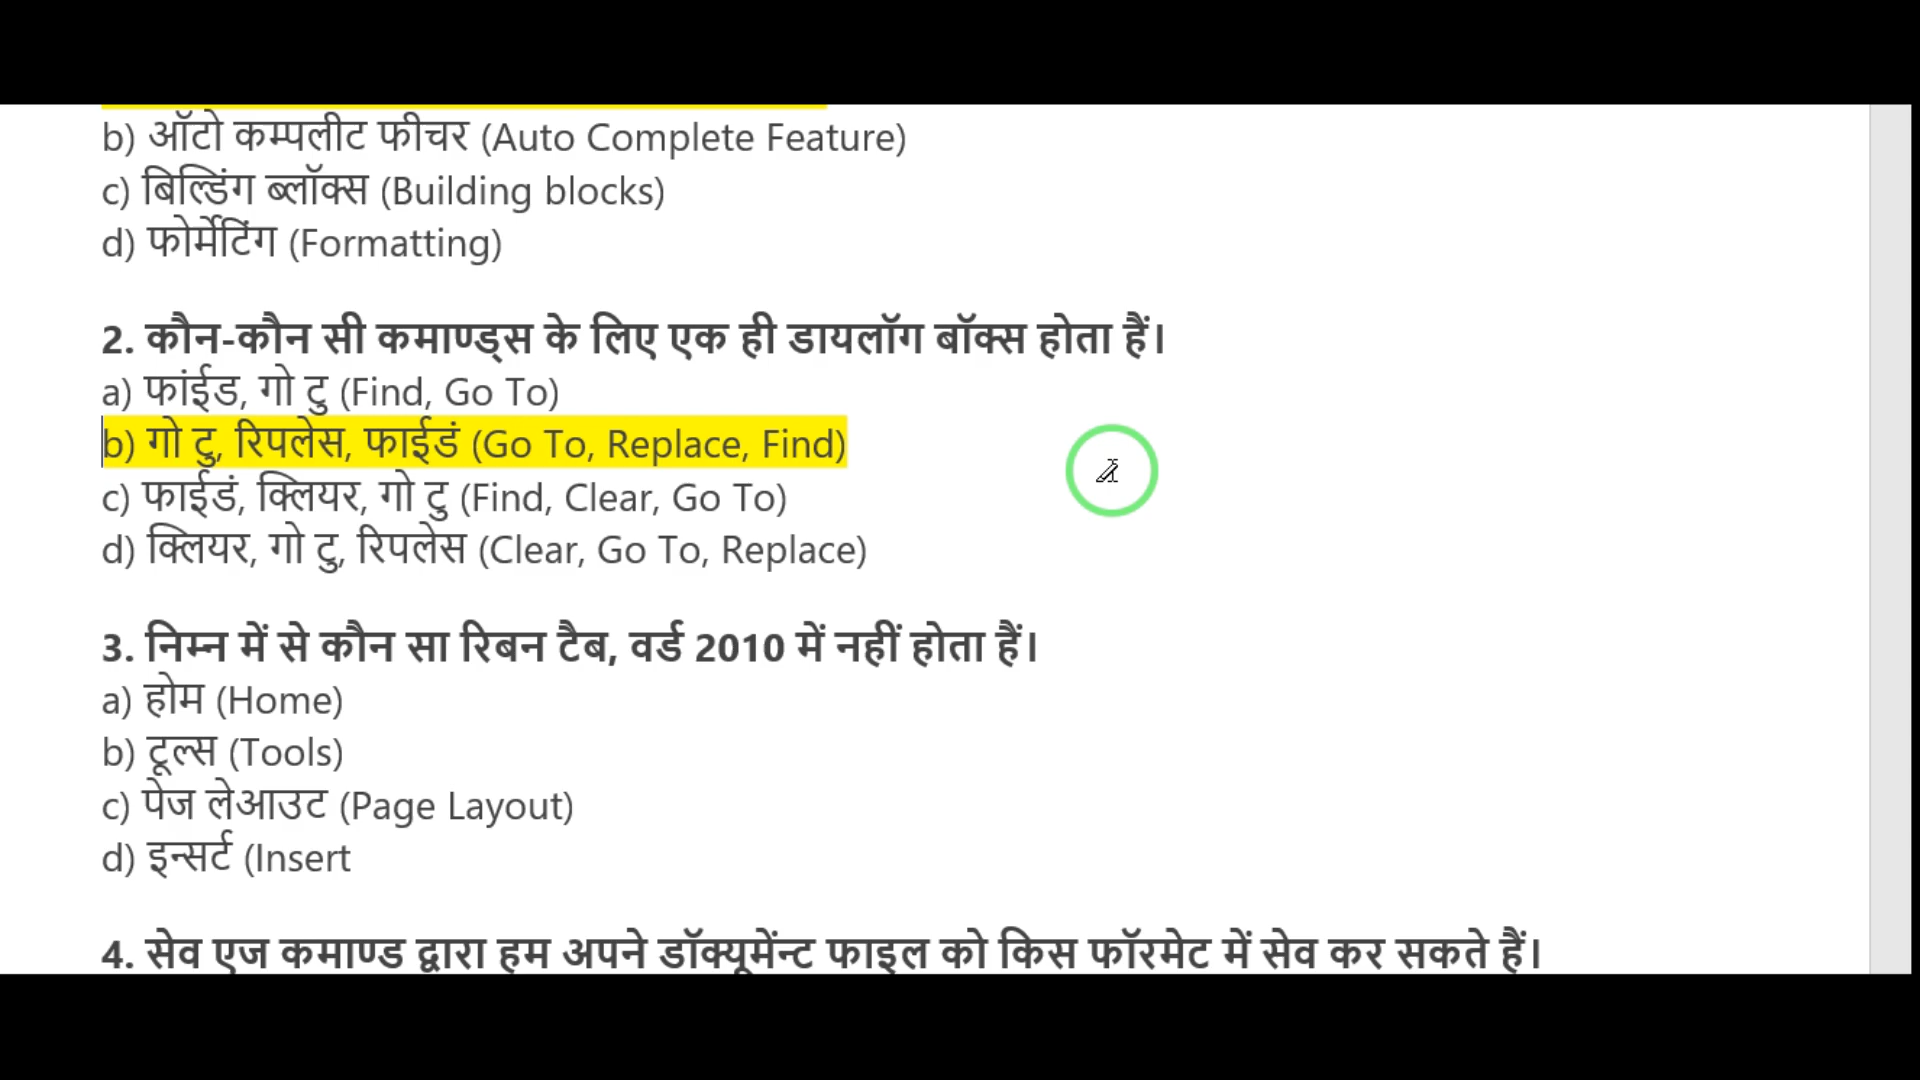 b) ऑटो कम्पलीट फीचर (Auto Complete Feature)
c) बिल्डिंग ब्लॉक्स (Building blocks)
d) फोर्मेटिंग (Formatting)
2. कौन-कौन सी कमाण्ड्स के लिए एक ही डायलॉग बॉक्स होता हैं।
a) फांईड, गो टु (Find, Go To)
b) गो टु, रिपलेस, फाईडं (Go To, Replace, Find)
c) फाईडं, क्लियर, गो टु (Find, Clear, Go To)
d) क्लियर, गो टु, रिपलेस (Clear, Go To, Replace)
3. निम्न में से कौन सा रिबन टैब, वर्ड 2010 में नहीं होता हैं।
a) होम (Home)
b) टूल्स (Tools)
c) पेज लेआउट (Page Layout)
d) इन्सर्ट (Insert
4. सेव एज कमाण्ड द्वारा हम अपने डॉक्यूमेंन्ट फाइल को किस फॉरमेट में सेव कर सकते हैं।